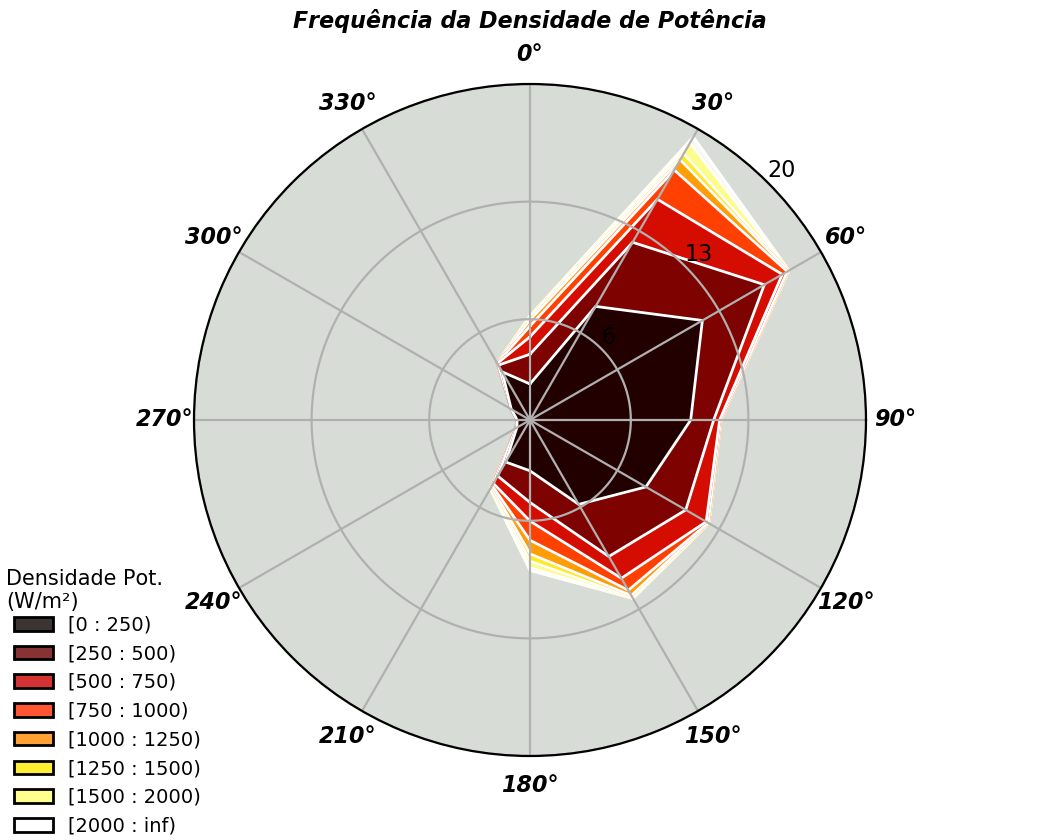 Frequência da Densidade de Potência
0°
330°
30°
20
300°
60°
13
6
270°
90°
240°
120°
210°
150°
180°
Densidade Pot.
(W/m²)
[0 : 250)
[250 : 500)
[500 : 750)
[750 : 1000)
[1000 : 1250)
[1250 : 1500)
[1500 : 2000)
[2000 : inf)